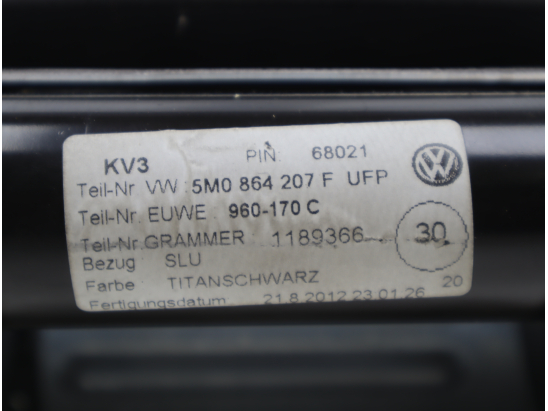 KV3 PIN: 68021
Teil-Nr. VW : 5M0 864 207 F UFP
Teil-Nr. EUWE 960-170 C
Teil-Nr. GRAMMER 1189366 30
Bezug SLU
Farbe TITANSCHWARZ 20
Fertigungsdatum 21.8.2012 23.01.26